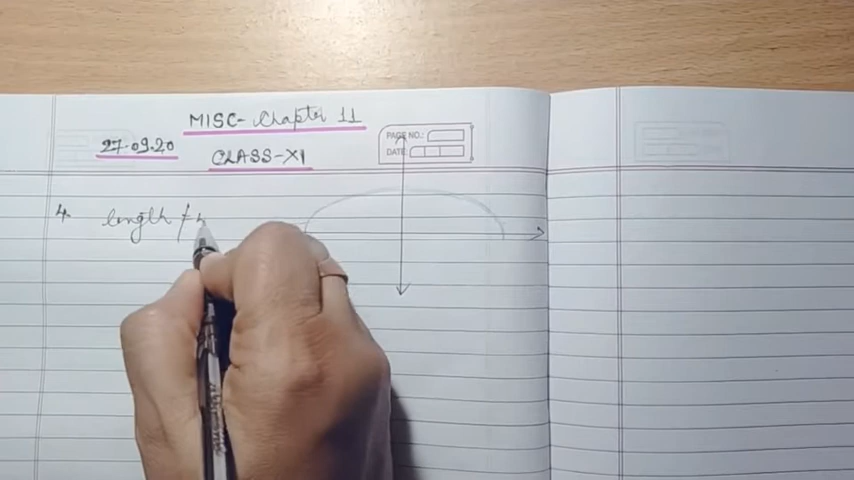 MISC- Chapter 11
PAGE NO.:
27.09.20
CLASS-XI
DATE:
4. length f